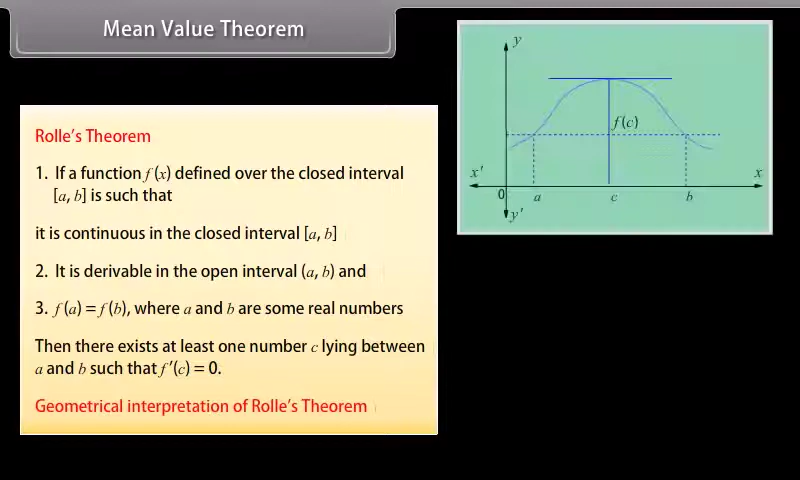 Mean Value Theorem
Rolle's Theorem
1. If a function f (x) defined over the closed interval
[a, b] is such that
it is continuous in the closed interval [a, b]
2. It is derivable in the open interval (a, b) and
3. f (a) = f (b), where a and b are some real numbers
Then there exists at least one number c lying between
a and b such that f ′(c) = 0.
Geometrical interpretation of Rolle's Theorem
y
f (c)
x′ x
0 a c b
y′